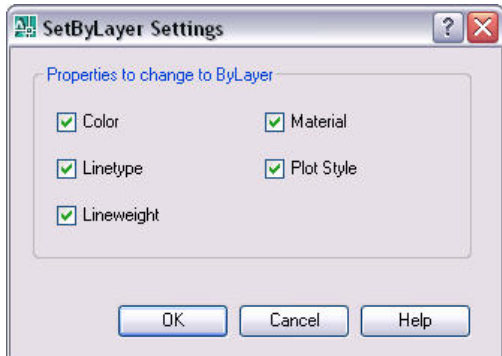 SetByLayer Settings
Properties to change to ByLayer
Color
Material
Linetype
Plot Style
Lineweight
OK
Cancel
Help